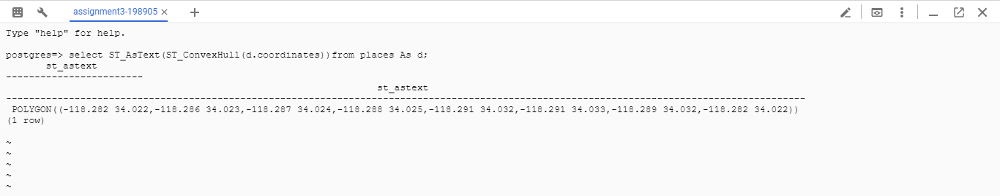 assignment3-198905
Type "help" for help.
postgres=> select ST_AsText(ST_ConvexHull(d.coordinates))from places As d;
st_astext
------------------------
st_astext
--------------------------------------------------------------------------------------------------------------------------------------------
POLYGON((-118.282 34.022,-118.286 34.023,-118.287 34.024,-118.288 34.025,-118.291 34.032,-118.291 34.033,-118.289 34.032,-118.282 34.022))
(1 row)
~
~
~
~
~